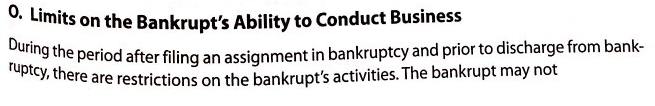 O. Limits on the Bankrupt's Ability to Conduct Business
During the period after filing an assignment in bankruptcy and prior to discharge from bank-
ruptcy, there are restrictions on the bankrupt's activities. The bankrupt may not